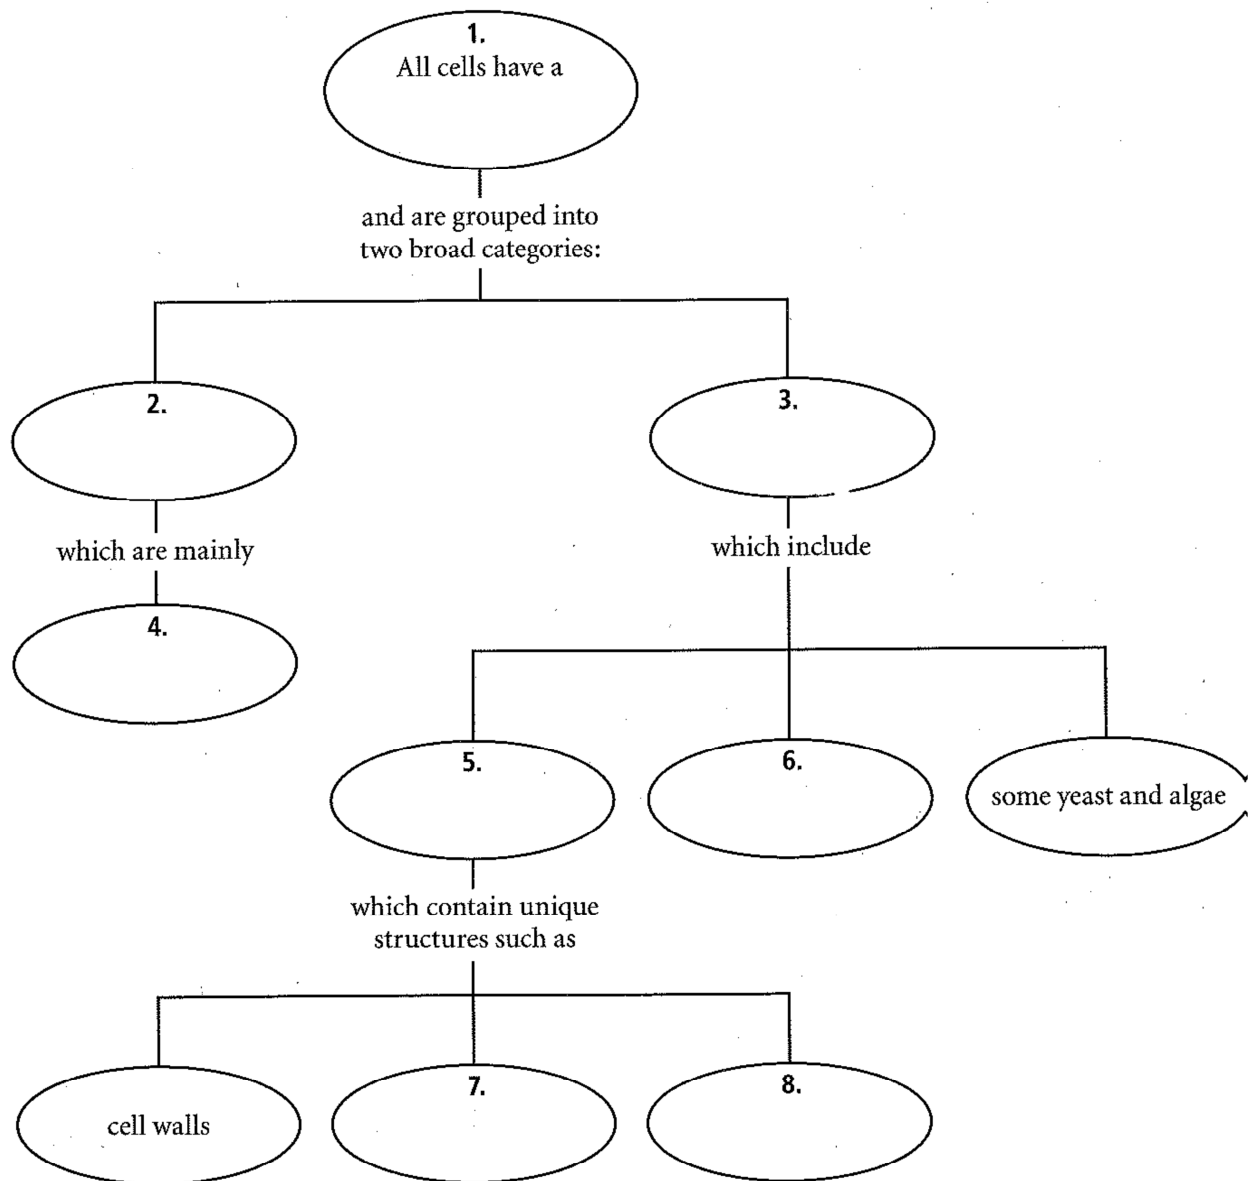 1.
All cells have a
and are grouped into
two broad categories:
2.
3.
which are mainly
which include
4.
5.
6.
some yeast and algae
which contain unique
structures such as
cell walls
7.
8.